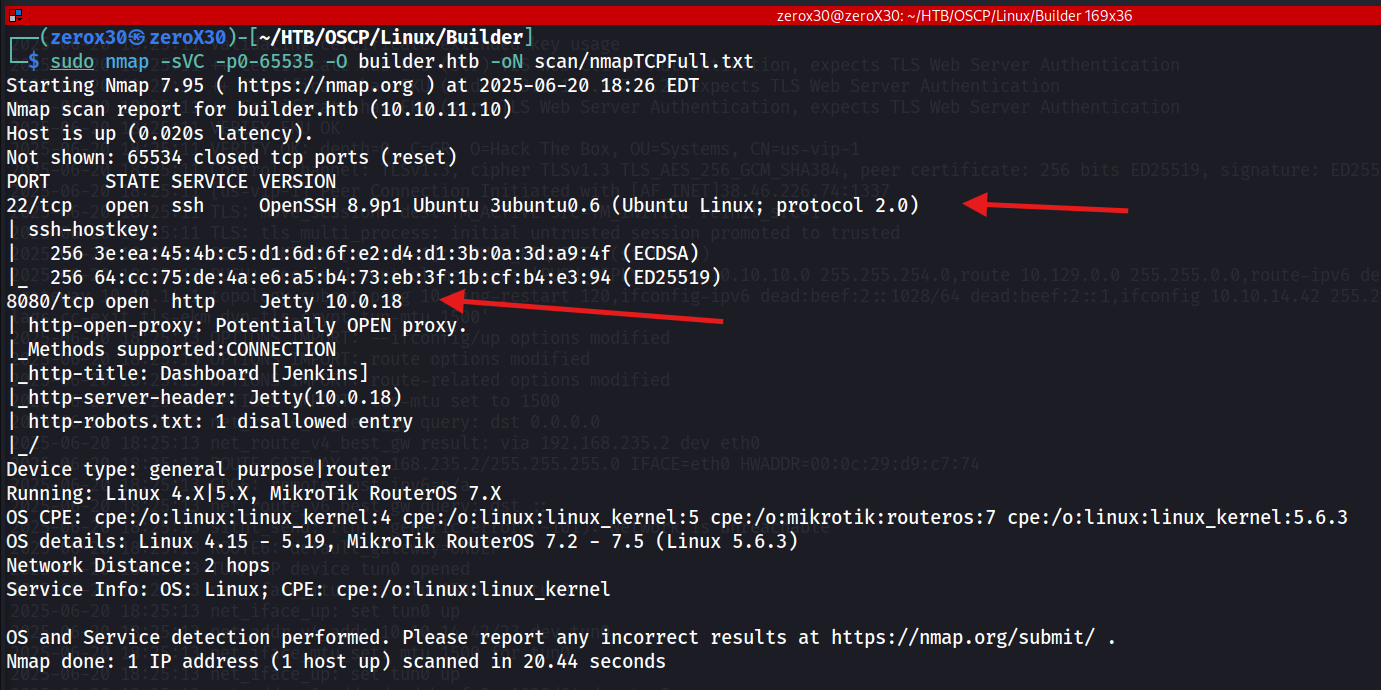 zerox30@zeroX30: ~/HTB/OSCP/Linux/Builder 169x36
┌──(zerox30㉿zeroX30)-[~/HTB/OSCP/Linux/Builder]
└─$ sudo nmap -sVC -p0-65535 -O builder.htb -oN scan/nmapTCPFull.txt
Starting Nmap 7.95 ( https://nmap.org ) at 2025-06-20 18:26 EDT
Nmap scan report for builder.htb (10.10.11.10)
Host is up (0.020s latency).
Not shown: 65534 closed tcp ports (reset)
PORT     STATE SERVICE VERSION
22/tcp   open  ssh     OpenSSH 8.9p1 Ubuntu 3ubuntu0.6 (Ubuntu Linux; protocol 2.0)
| ssh-hostkey:
|   256 3e:ea:45:4b:c5:d1:6d:6f:e2:d4:d1:3b:0a:3d:a9:4f (ECDSA)
|_  256 64:cc:75:de:4a:e6:a5:b4:73:eb:3f:1b:cf:b4:e3:94 (ED25519)
8080/tcp open  http    Jetty 10.0.18
| http-open-proxy: Potentially OPEN proxy.
|_Methods supported:CONNECTION
|_http-title: Dashboard [Jenkins]
|_http-server-header: Jetty(10.0.18)
| http-robots.txt: 1 disallowed entry
|_/
Device type: general purpose|router
Running: Linux 4.X|5.X, MikroTik RouterOS 7.X
OS CPE: cpe:/o:linux:linux_kernel:4 cpe:/o:linux:linux_kernel:5 cpe:/o:mikrotik:routeros:7 cpe:/o:linux:linux_kernel:5.6.3
OS details: Linux 4.15 - 5.19, MikroTik RouterOS 7.2 - 7.5 (Linux 5.6.3)
Network Distance: 2 hops
Service Info: OS: Linux; CPE: cpe:/o:linux:linux_kernel
OS and Service detection performed. Please report any incorrect results at https://nmap.org/submit/ .
Nmap done: 1 IP address (1 host up) scanned in 20.44 seconds